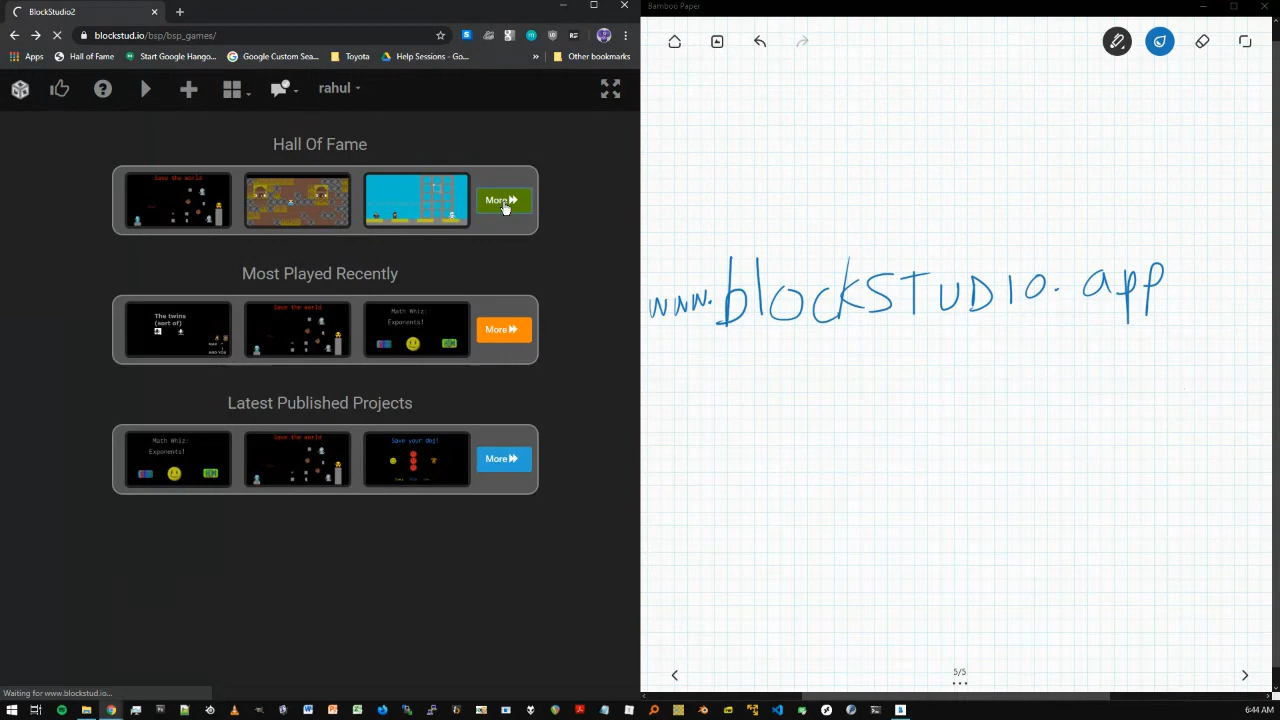 BlockStudio2
Bamboo Paper
blockstud.io/bsp/bsp_games/
Apps
Hall of Fame
Start Google Hango...
Google Custom Sea...
Toyota
Help Sessions - Go...
Other bookmarks
rahul
Hall Of Fame
Save the world
More
Most Played Recently
The twins
(sort of)
Save the world
Math Whiz:
Exponents!
More
Latest Published Projects
Math Whiz:
Exponents!
Save the world
Save your dog!
More
www.blockSTUDIO.app
5/5
Waiting for www.blockstud.io...
6:44 AM